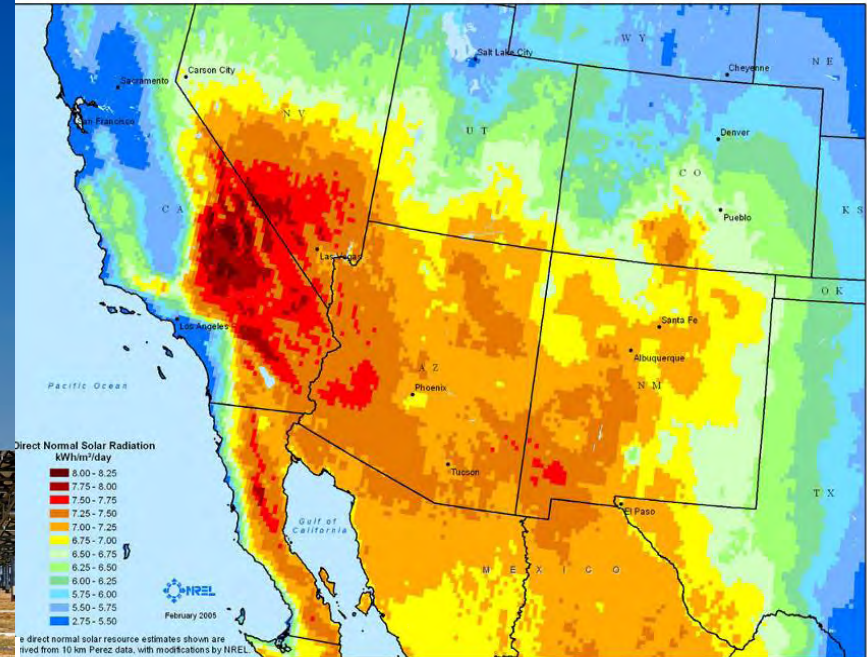 WY
NE
Salt Lake City
Cheyenne
Carson City
Sacramento
San Francisco
NV
UT
Denver
CO
CA
Pueblo
KS
Las Vegas
OK
Los Angeles
Santa Fe
Albuquerque
AZ
NM
Pacific Ocean
Phoenix
Tucson
TX
El Paso
Gulf of
California
MEXICO
Direct Normal Solar Radiation
kWh/m²/day
8.00 - 8.25
7.75 - 8.00
7.50 - 7.75
7.25 - 7.50
7.00 - 7.25
6.75 - 7.00
6.50 - 6.75
6.25 - 6.50
6.00 - 6.25
5.75 - 6.00
5.50 - 5.75
2.75 - 5.50
NREL
February 2005
e direct normal solar resource estimates shown are
rived from 10 km Perez data, with modifications by NREL.